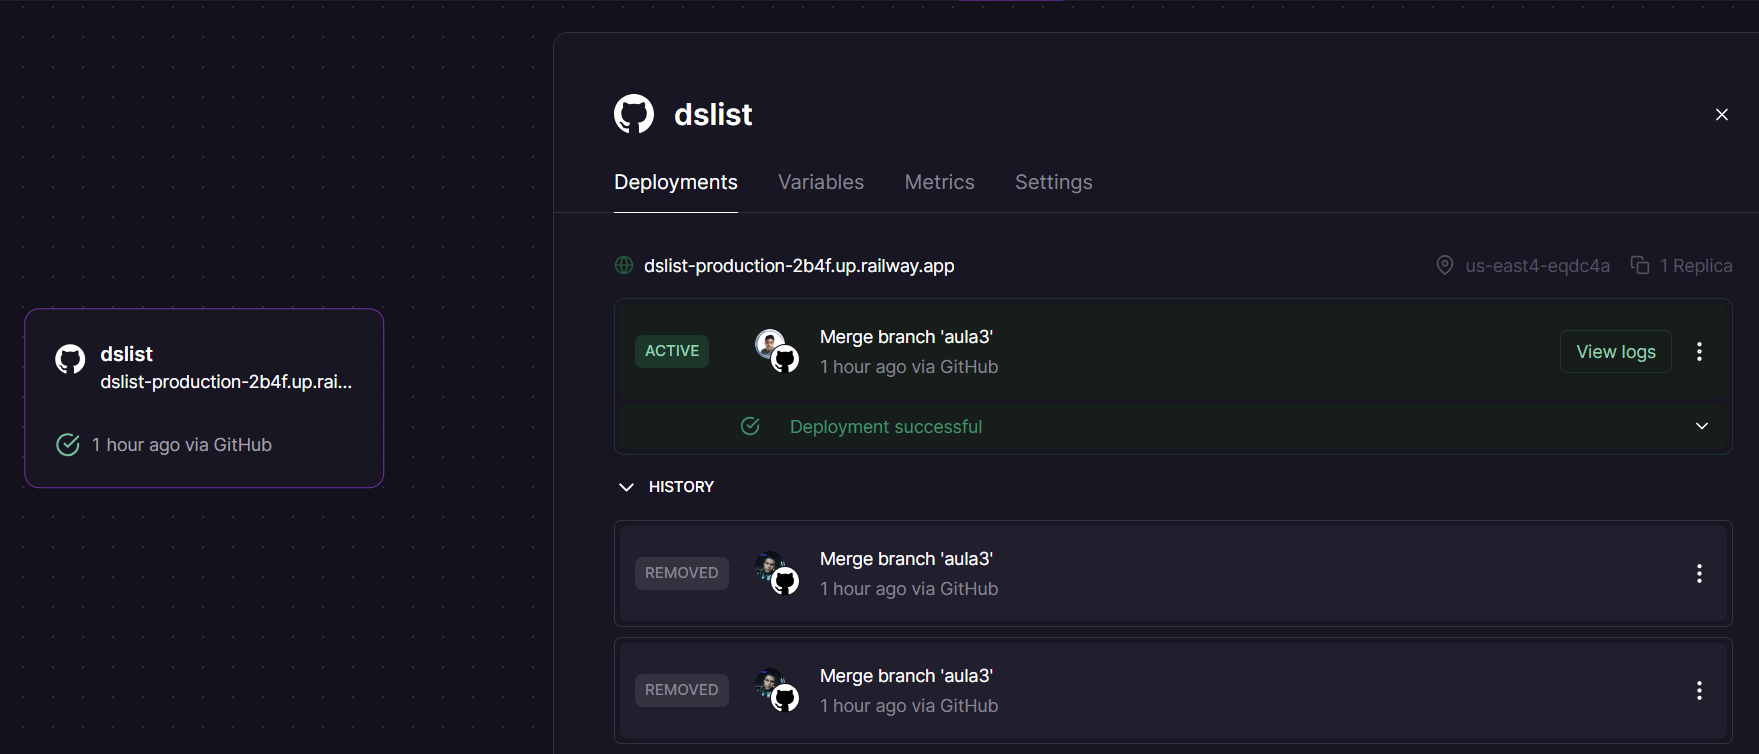 dslist
dslist-production-2b4f.up.rai...
1 hour ago via GitHub
dslist
Deployments
Variables
Metrics
Settings
dslist-production-2b4f.up.railway.app
us-east4-eqdc4a
1 Replica
ACTIVE
Merge branch 'aula3'
1 hour ago via GitHub
View logs
Deployment successful
HISTORY
REMOVED
Merge branch 'aula3'
1 hour ago via GitHub
REMOVED
Merge branch 'aula3'
1 hour ago via GitHub